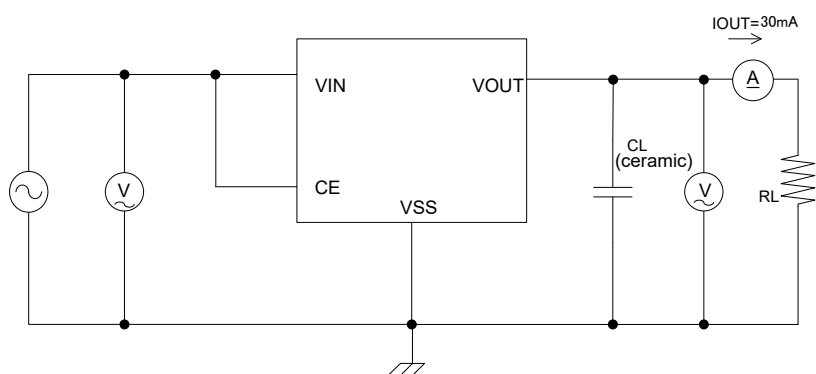 IOUT=30mA
A
VIN
VOUT
CL
(ceramic)
V
CE
V
RL
VSS